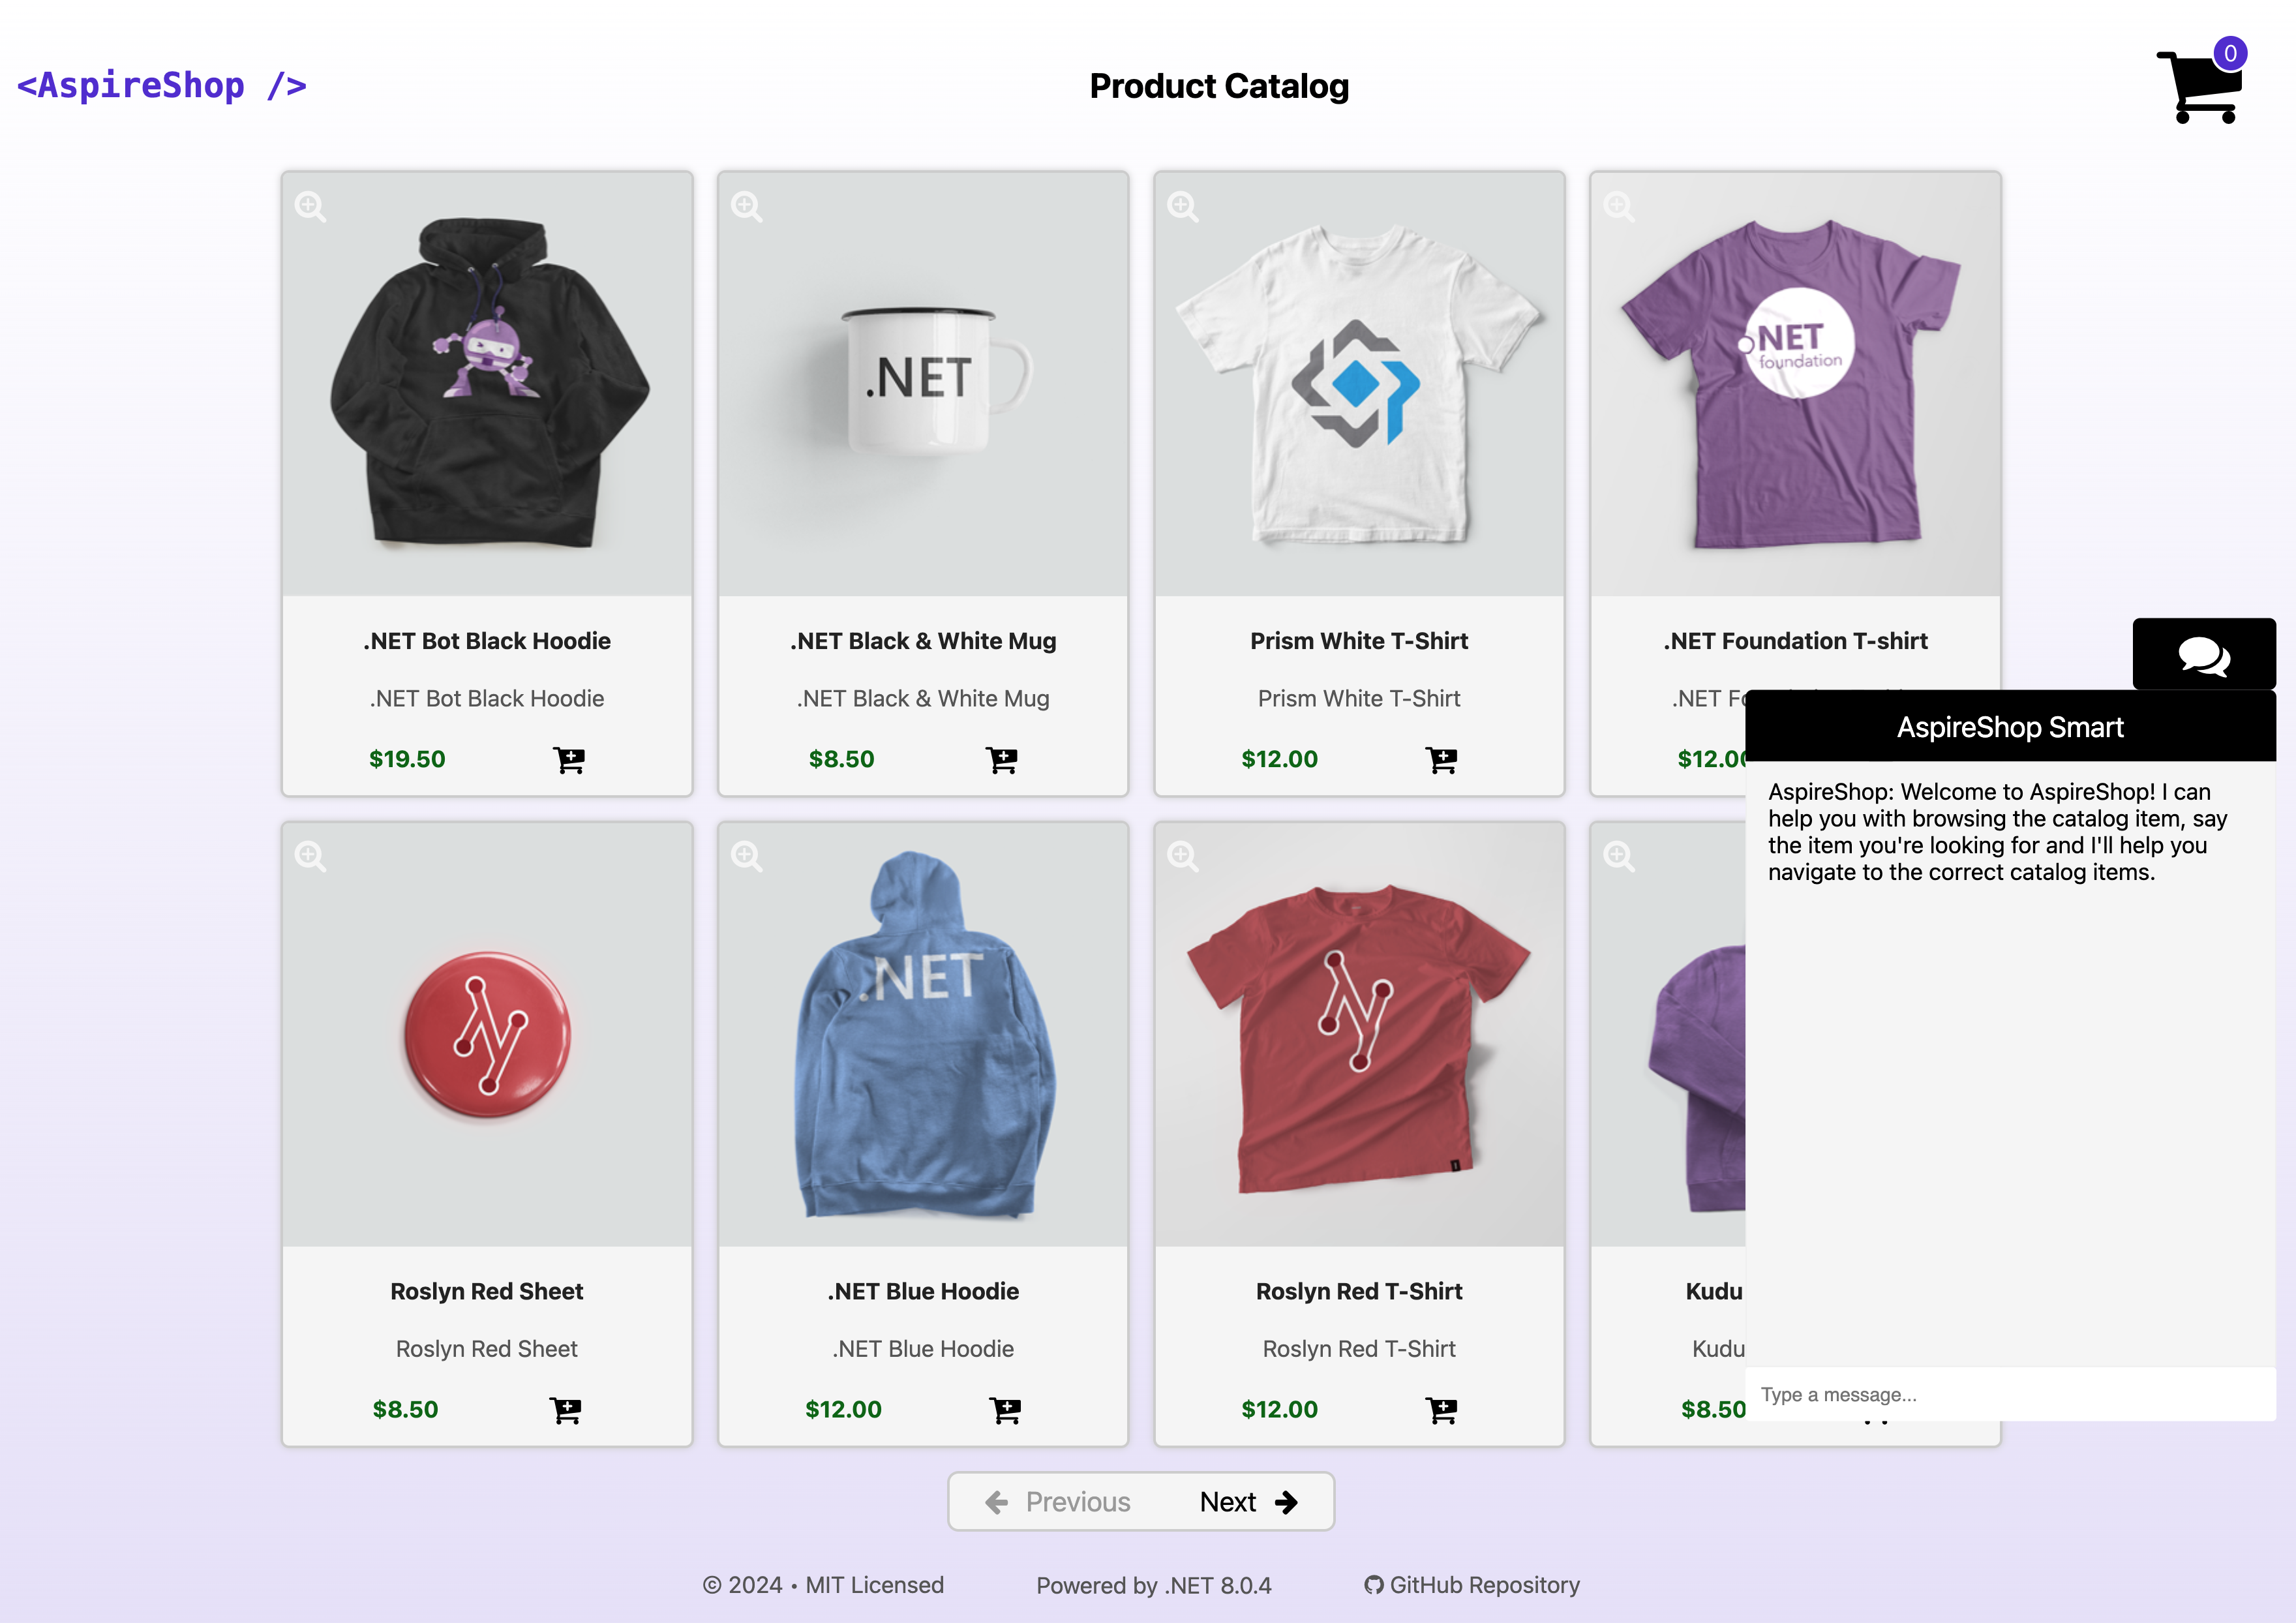 <AspireShop />
Product Catalog
0
.NET
NET
foundation
.NET Bot Black Hoodie
.NET Bot Black Hoodie
$19.50
.NET Black & White Mug
.NET Black & White Mug
$8.50
Prism White T-Shirt
Prism White T-Shirt
$12.00
.NET Foundation T-shirt
.NET
$12.00
.NET
Roslyn Red Sheet
Roslyn Red Sheet
$8.50
.NET Blue Hoodie
.NET Blue Hoodie
$12.00
Roslyn Red T-Shirt
Roslyn Red T-Shirt
$12.00
Kudu
Kudu
$8.50
AspireShop Smart
AspireShop: Welcome to AspireShop! I can
help you with browsing the catalog item, say
the item you're looking for and I'll help you
navigate to the correct catalog items.
Type a message...
Previous
Next
© 2024 • MIT Licensed
Powered by .NET 8.0.4
GitHub Repository